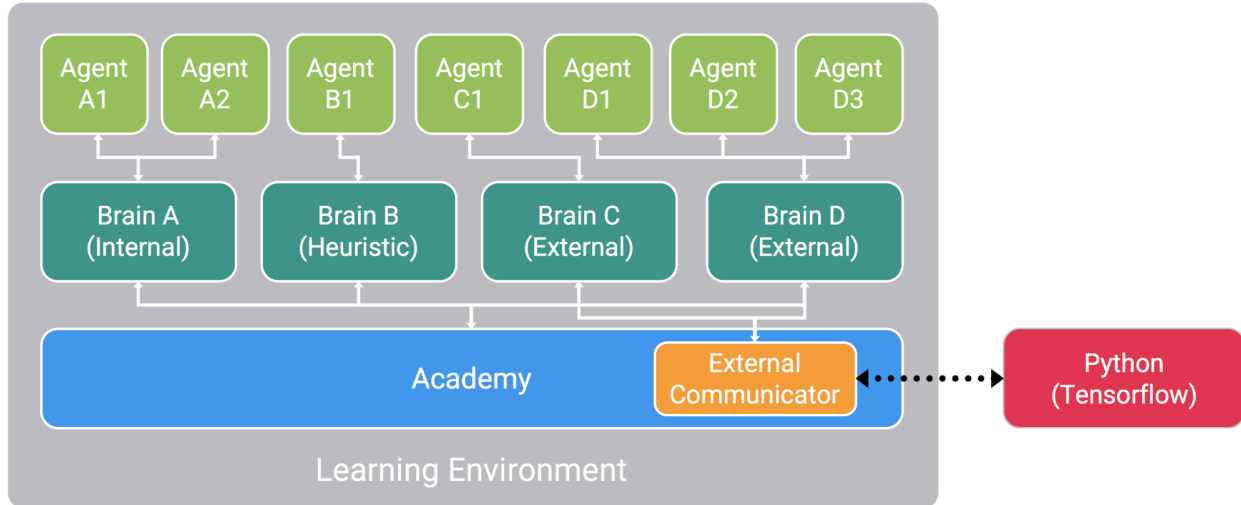 Agent
A1
Agent
A2
Agent
B1
Agent
C1
Agent
D1
Agent
D2
Agent
D3
Brain A
(Internal)
Brain B
(Heuristic)
Brain C
(External)
Brain D
(External)
Academy
External
Communicator
Python
(Tensorflow)
Learning Environment